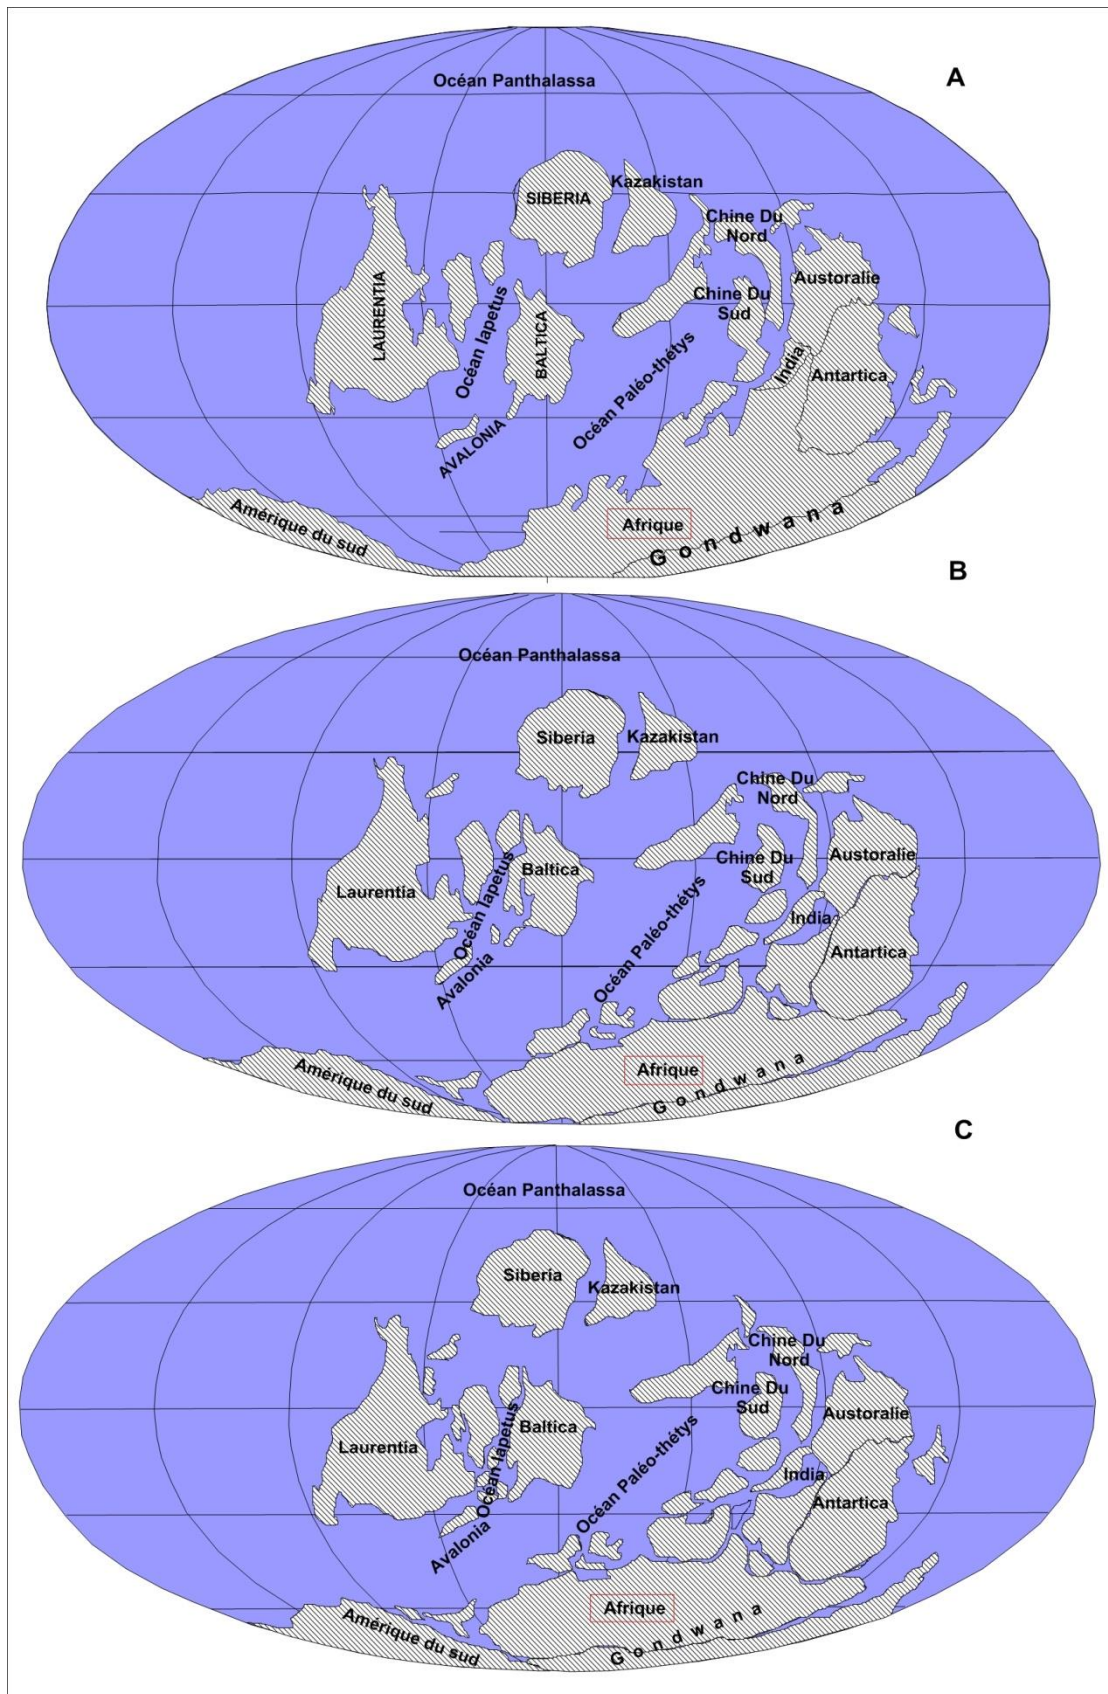 A
Océan Panthalassa
SIBERIA
Kazakistan
Chine Du
Nord
LAURENTIA
Océan Iapetus
BALTICA
Chine Du
Sud
Austoralie
India
Antartica
Océan Paléo-thétys
AVALONIA
Amérique du sud
Afrique
Gondwana
B
Océan Panthalassa
Siberia
Kazakistan
Chine Du
Nord
Laurentia
Océan Iapetus
Baltica
Chine Du
Sud
Austoralie
India
Antartica
Océan Paléo-thétys
Avalonia
Amérique du sud
Afrique
Gondwana
C
Océan Panthalassa
Siberia
Kazakistan
Chine Du
Nord
Laurentia
Océan Iapetus
Baltica
Chine Du
Sud
Austoralie
India
Antartica
Océan Paléo-thétys
Avalonia
Amérique du sud
Afrique
Gondwana